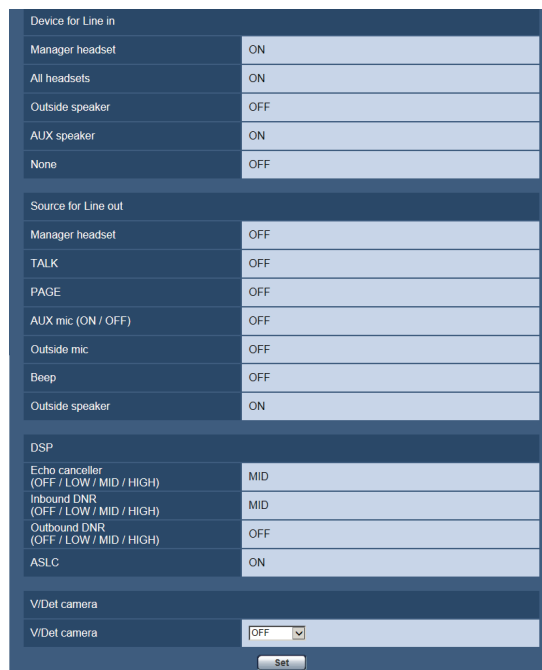 Device for Line in
Manager headset ON
All headsets ON
Outside speaker OFF
AUX speaker ON
None OFF
Source for Line out
Manager headset OFF
TALK OFF
PAGE OFF
AUX mic (ON / OFF) OFF
Outside mic OFF
Beep OFF
Outside speaker ON
DSP
Echo canceller
(OFF / LOW / MID / HIGH) MID
Inbound DNR
(OFF / LOW / MID / HIGH) MID
Outbound DNR
(OFF / LOW / MID / HIGH) OFF
ASLC ON
V/Det camera
V/Det camera OFF
Set